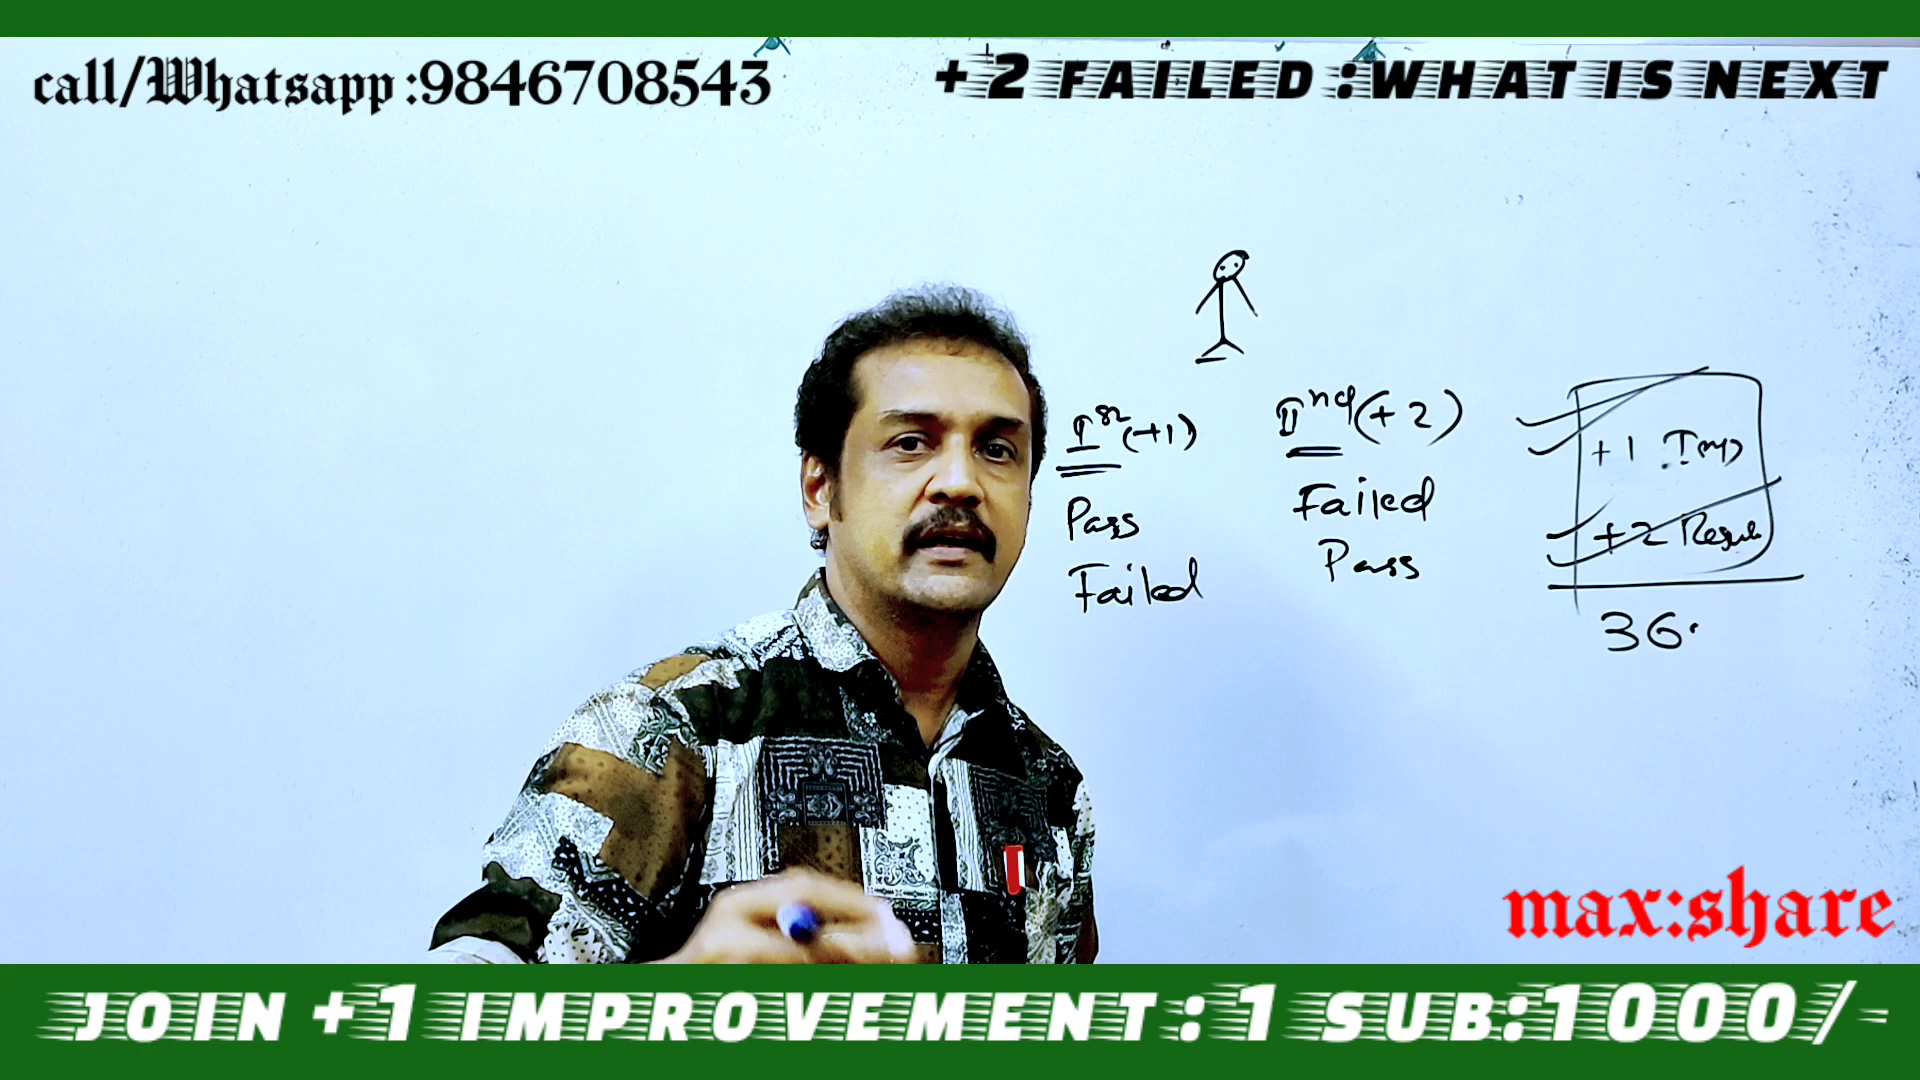 call/Whatsapp :9846708543
+2 FAILED :WHAT IS NEXT
Ist (+1)
IInd (+2)
Pass
Failed
Failed
Pass
+1 Imp
+2 Result
36.
max:share
JOIN +1 IMPROVEMENT : 1 SUB:1000/-